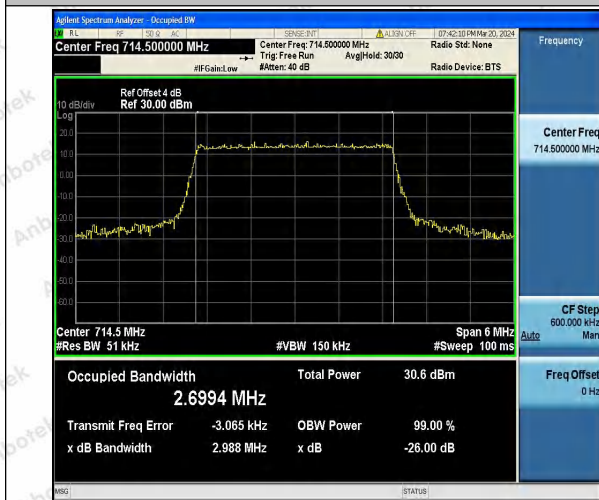 Agilent Spectrum Analyzer - Occupied BW
RL RF 50 Ω AC SENSE:INT ALIGN OFF 07:42:10 PM Mar 20, 2024
Center Freq 714.500000 MHz Center Freq: 714.500000 MHz Radio Std: None Frequency
Trig: Free Run Avg|Hold: 30/30
#IFGain:Low #Atten: 40 dB Radio Device: BTS
Ref Offset 4 dB
10 dB/div Ref 30.00 dBm
Log
20.0
10.0
0.00
-10.0
-20.0
-30.0
-40.0
-50.0
-60.0
Center Freq
714.500000 MHz
Center 714.5 MHz Span 6 MHz
#Res BW 51 kHz #VBW 150 kHz #Sweep 100 ms
CF Step
600.000 kHz
Auto Man
Occupied Bandwidth Total Power 30.6 dBm
2.6994 MHz
Transmit Freq Error -3.065 kHz OBW Power 99.00 %
x dB Bandwidth 2.988 MHz x dB -26.00 dB
Freq Offset
0 Hz
MSG STATUS